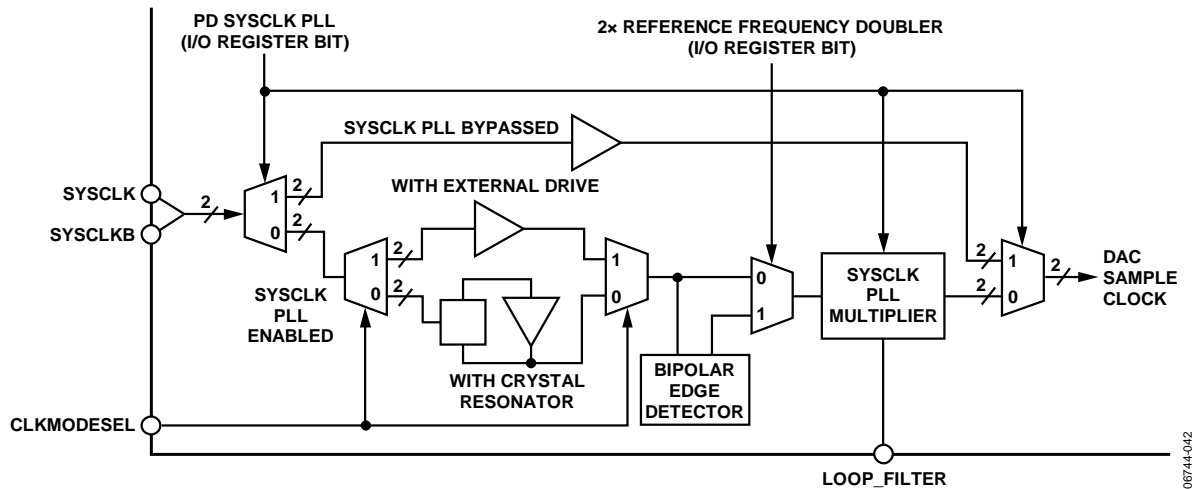 PD SYSCLK PLL
(I/O REGISTER BIT)
2× REFERENCE FREQUENCY DOUBLER
(I/O REGISTER BIT)
SYSCLK PLL BYPASSED
2
1
WITH EXTERNAL DRIVE
SYSCLK
2
SYSCLKB
2
0
2
1
1
0
2
1
2
DAC
SAMPLE
CLOCK
SYSCLK
PLL
MULTIPLIER
2
0
0
2
0
1
SYSCLK
PLL
ENABLED
BIPOLAR
EDGE
DETECTOR
WITH CRYSTAL
RESONATOR
CLKMODESEL
LOOP_FILTER
06744-042